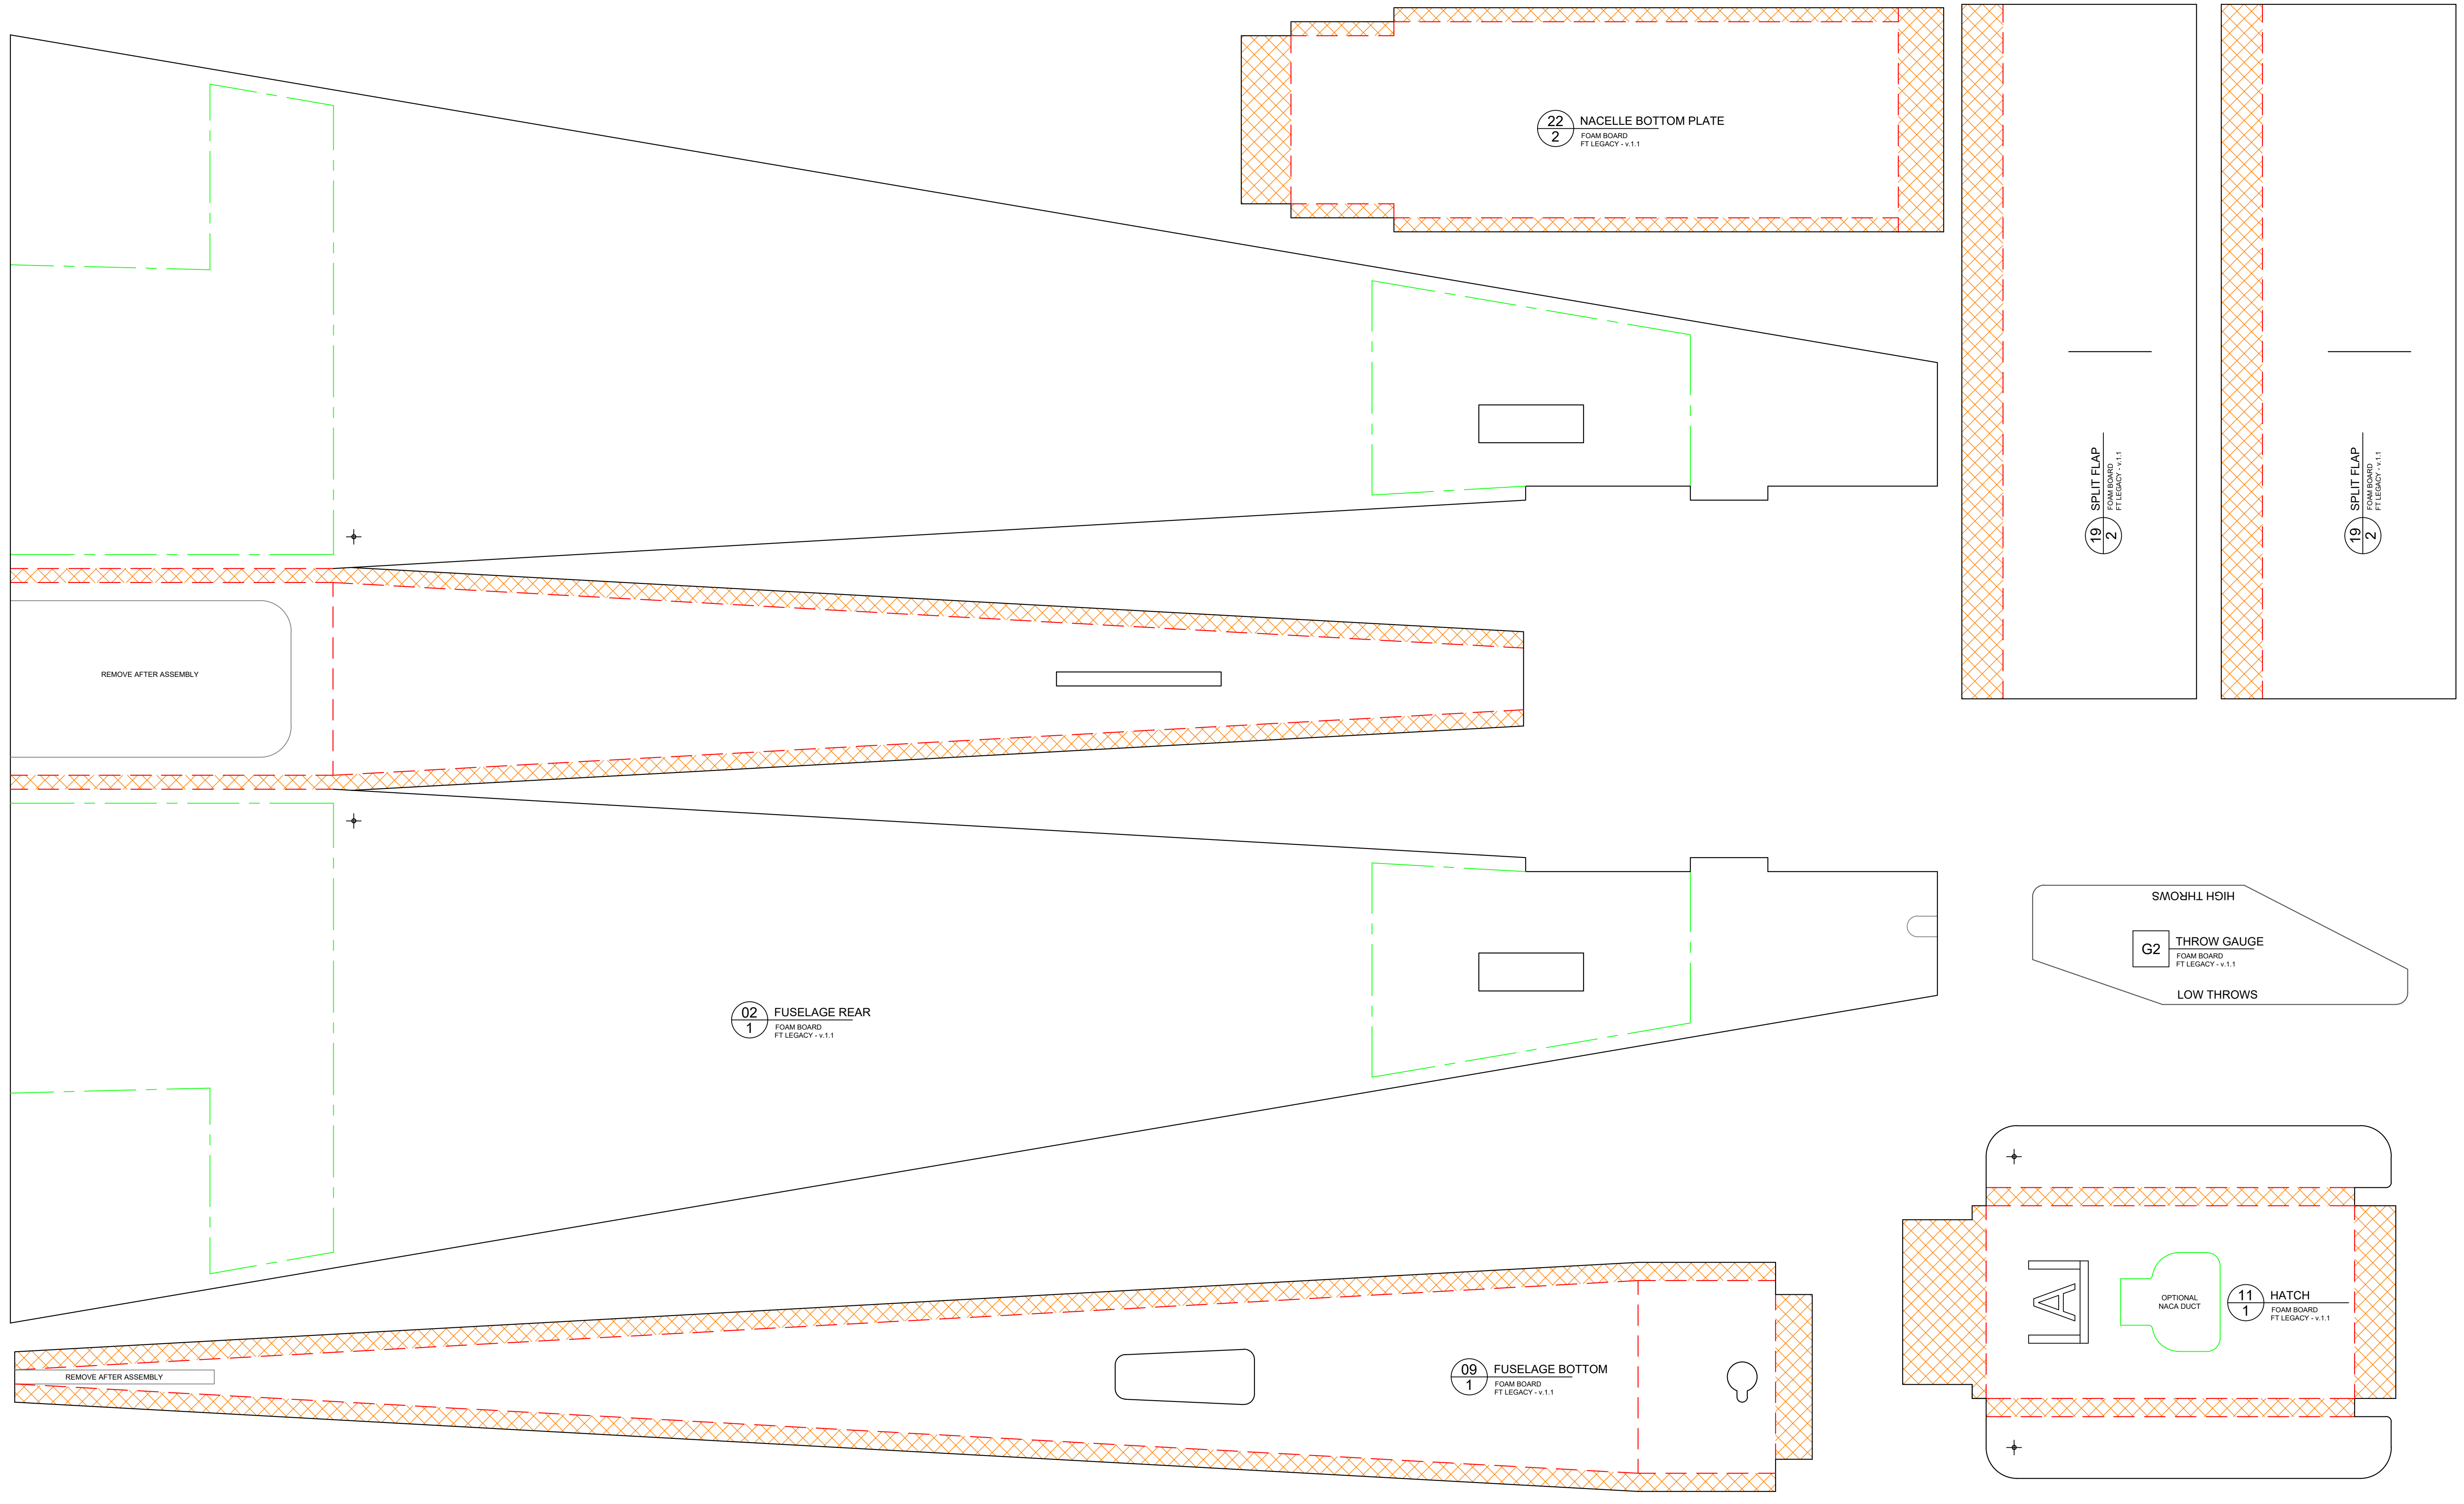 22
2
NACELLE BOTTOM PLATE
FOAM BOARD
FT LEGACY - v.1.1
19
2
SPLIT FLAP
FOAM BOARD
FT LEGACY - v.1.1
19
2
SPLIT FLAP
FOAM BOARD
FT LEGACY - v.1.1
REMOVE AFTER ASSEMBLY
02
1
FUSELAGE REAR
FOAM BOARD
FT LEGACY - v.1.1
HIGH THROWS
G2
THROW GAUGE
FOAM BOARD
FT LEGACY - v.1.1
LOW THROWS
REMOVE AFTER ASSEMBLY
09
1
FUSELAGE BOTTOM
FOAM BOARD
FT LEGACY - v.1.1
A
OPTIONAL
NACA DUCT
11
1
HATCH
FOAM BOARD
FT LEGACY - v.1.1